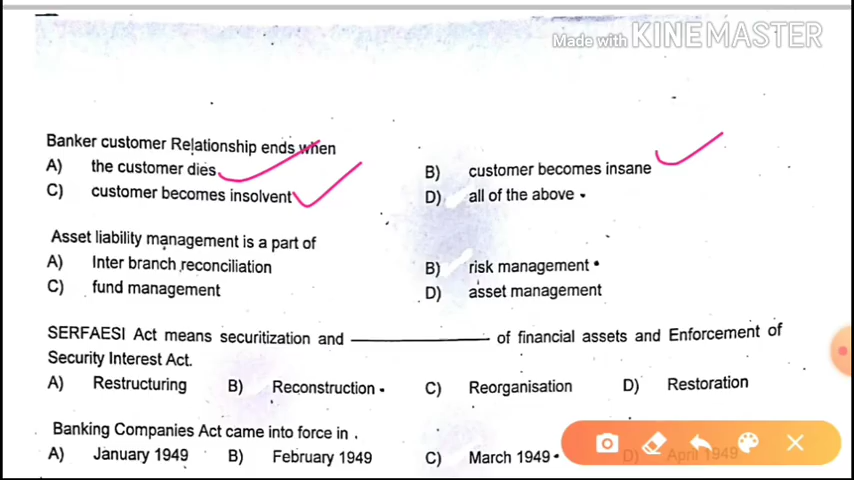 Made with KINEMASTER
Banker customer Relationship ends when
A) the customer dies B) customer becomes insane
C) customer becomes insolvent D) all of the above
Asset liability management is a part of
A) Inter branch reconciliation B) risk management
C) fund management D) asset management
SERFAESI Act means securitization and ——————— of financial assets and Enforcement of
Security Interest Act.
A) Restructuring B) Reconstruction C) Reorganisation D) Restoration
Banking Companies Act came into force in .
A) January 1949 B) February 1949 C) March 1949 D) April 1949